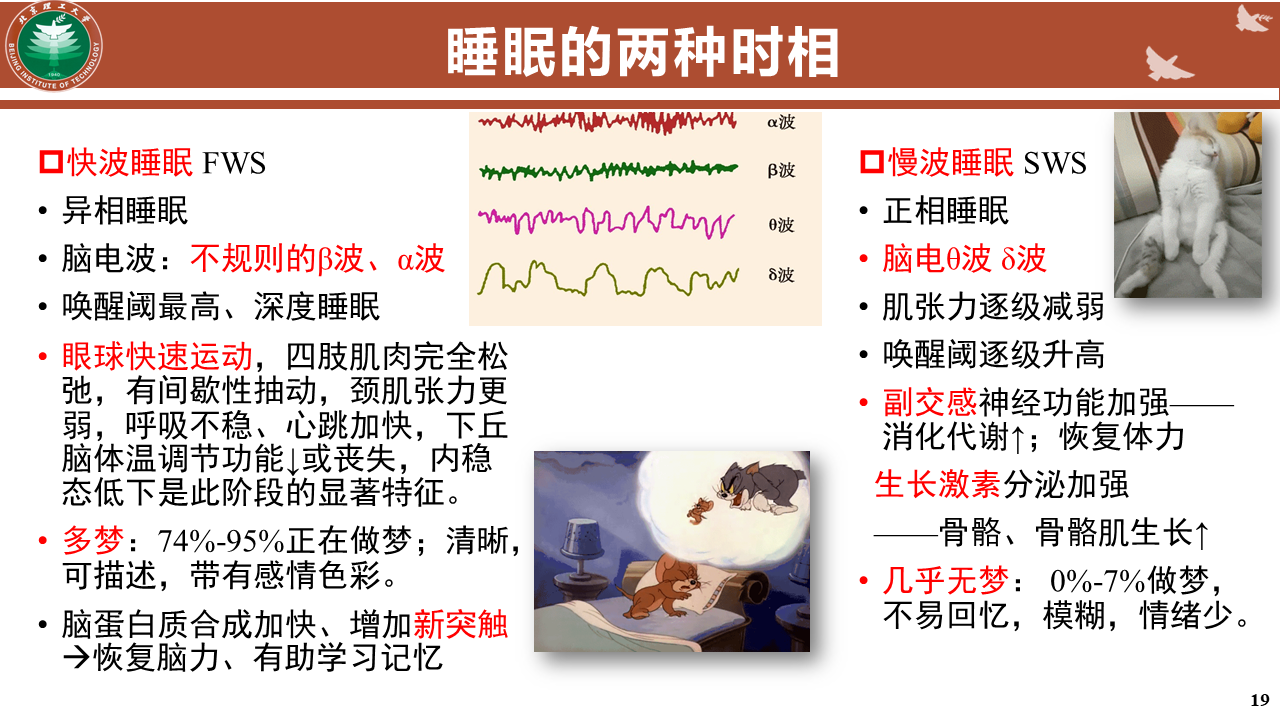 北京理工大学
BEIJING INSTITUTE OF TECHNOLOGY
1940
睡眠的两种时相
快波睡眠 FWS
• 异相睡眠
• 脑电波：不规则的β波、α波
• 唤醒阈最高、深度睡眠
• 眼球快速运动，四肢肌肉完全松
弛，有间歇性抽动，颈肌张力更
弱，呼吸不稳、心跳加快，下丘
脑体温调节功能↓或丧失，内稳
态低下是此阶段的显著特征。
• 多梦：74%-95%正在做梦；清晰，
可描述，带有感情色彩。
• 脑蛋白质合成加快、增加新突触
→恢复脑力、有助学习记忆
α波
β波
θ波
δ波
慢波睡眠 SWS
• 正相睡眠
• 脑电θ波 δ波
• 肌张力逐级减弱
• 唤醒阈逐级升高
• 副交感神经功能加强——
消化代谢↑；恢复体力
生长激素分泌加强
——骨骼、骨骼肌生长↑
• 几乎无梦： 0%-7%做梦，
不易回忆，模糊，情绪少。
19